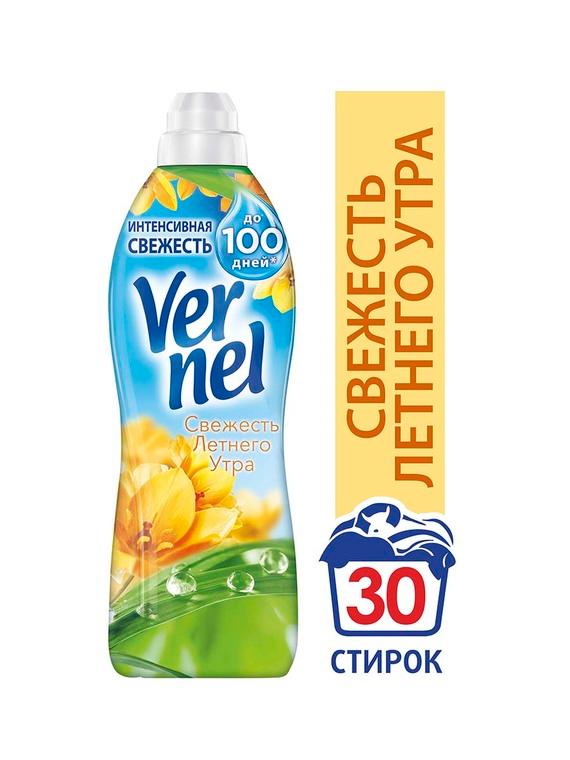 ИНТЕНСИВНАЯ
СВЕЖЕСТЬ
до
100
дней*
Ver
nel
Свежесть
Летнего
Утра
СВЕЖЕСТЬ
ЛЕТНЕГО УТРА
30
СТИРОК